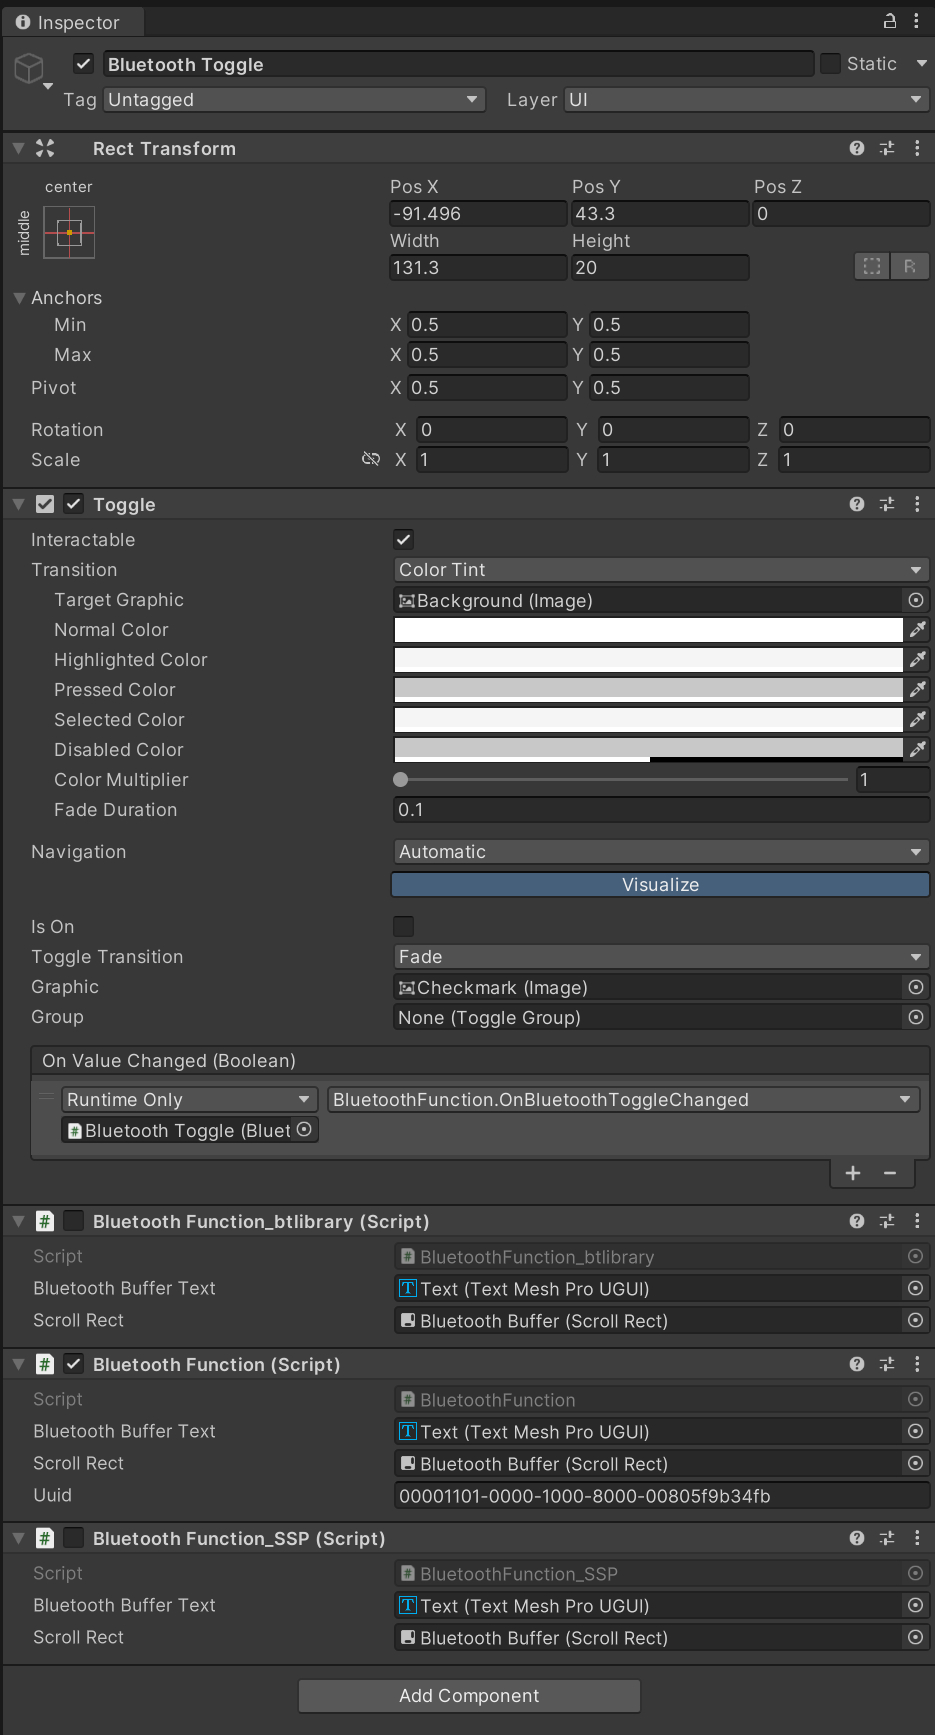 Inspector
Bluetooth Toggle Static
Tag Untagged Layer UI
Rect Transform
center Pos X Pos Y Pos Z
middle -91.496 43.3 0
Width Height
131.3 20 R
Anchors
Min X 0.5 Y 0.5
Max X 0.5 Y 0.5
Pivot X 0.5 Y 0.5
Rotation X 0 Y 0 Z 0
Scale X 1 Y 1 Z 1
Toggle
Interactable
Transition Color Tint
Target Graphic Background (Image)
Normal Color
Highlighted Color
Pressed Color
Selected Color
Disabled Color
Color Multiplier 1
Fade Duration 0.1
Navigation Automatic
Visualize
Is On
Toggle Transition Fade
Graphic Checkmark (Image)
Group None (Toggle Group)
On Value Changed (Boolean)
Runtime Only BluetoothFunction.OnBluetoothToggleChanged
# Bluetooth Toggle (Bluet
# Bluetooth Function_btlibrary (Script)
Script # BluetoothFunction_btlibrary
Bluetooth Buffer Text T Text (Text Mesh Pro UGUI)
Scroll Rect Bluetooth Buffer (Scroll Rect)
# Bluetooth Function (Script)
Script # BluetoothFunction
Bluetooth Buffer Text T Text (Text Mesh Pro UGUI)
Scroll Rect Bluetooth Buffer (Scroll Rect)
Uuid 00001101-0000-1000-8000-00805f9b34fb
# Bluetooth Function_SSP (Script)
Script # BluetoothFunction_SSP
Bluetooth Buffer Text T Text (Text Mesh Pro UGUI)
Scroll Rect Bluetooth Buffer (Scroll Rect)
Add Component